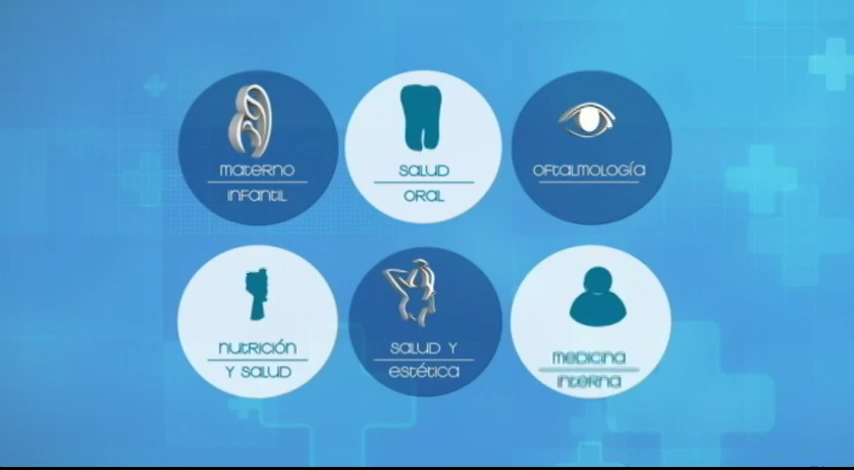 materno
infantil
salud
oral
oftalmología
nutrición
y salud
salud y
estética
medicina
interna